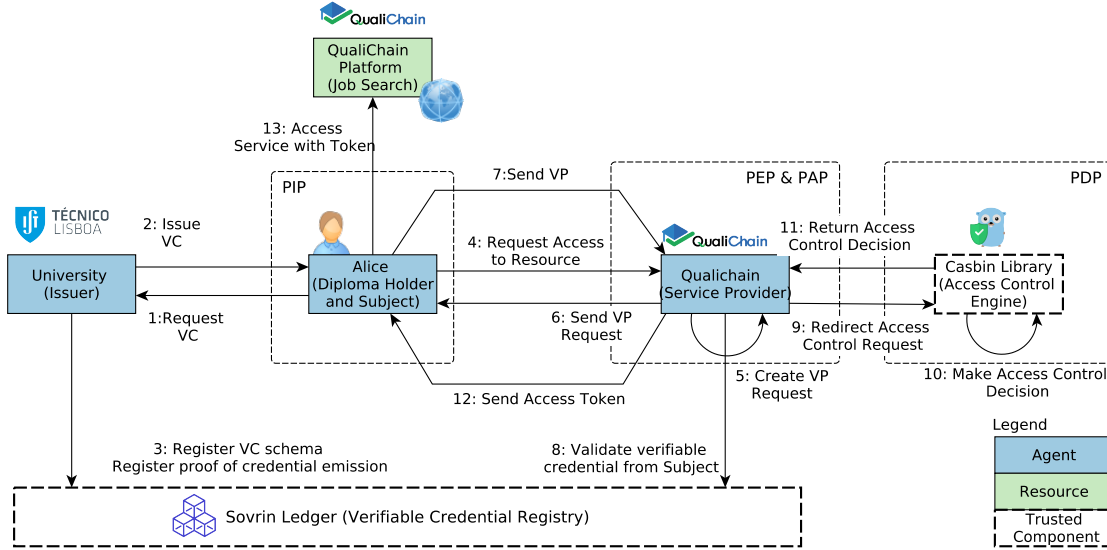 QualiChain
QualiChain
Platform
(Job Search)
13: Access
Service with Token
7:Send VP
PIP
PEP & PAP
PDP
TÉCNICO
LISBOA
2: Issue
VC
4: Request Access
to Resource
QualiChain
11: Return Access
Control Decision
University
(Issuer)
Alice
(Diploma Holder
and Subject)
Qualichain
(Service Provider)
Casbin Library
(Access Control
Engine)
1:Request
VC
6: Send VP
Request
9: Redirect Access
Control Request
5: Create VP
Request
10: Make Access Control
Decision
12: Send Access Token
3: Register VC schema
Register proof of credential emission
8: Validate verifiable
credential from Subject
Sovrin Ledger (Verifiable Credential Registry)
Legend
Agent
Resource
Trusted
Component